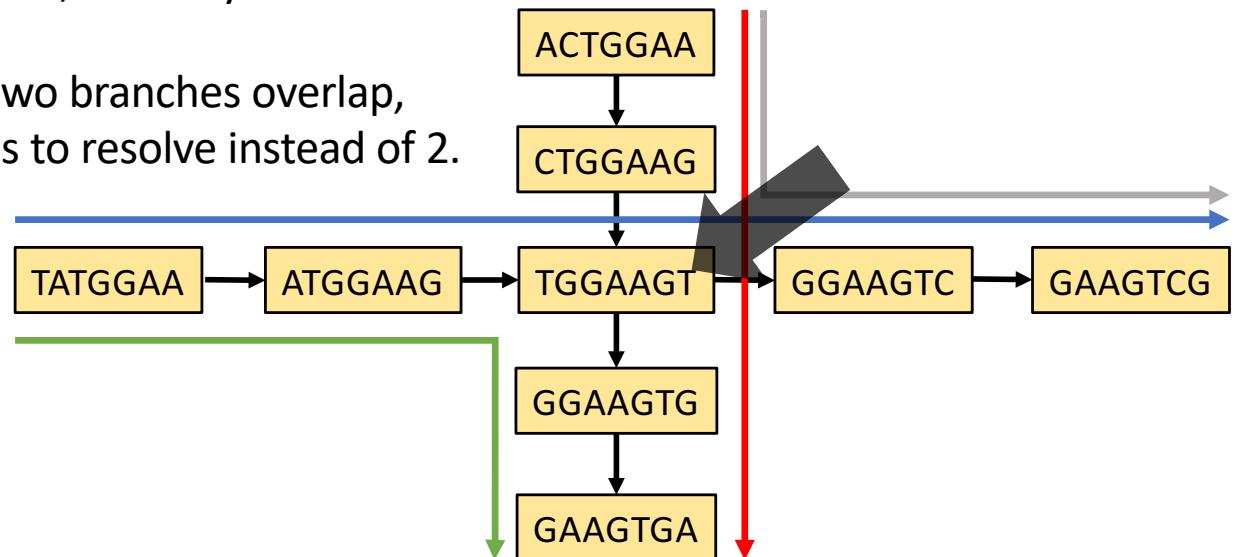 wo branches overlap,
s to resolve instead of 2.
ACTGGAA
CTGGAAG
TATGGAA ATGGAAG TGGAAGT GGAAGTC GAAGTCG
GGAAGTG
GAAGTGA